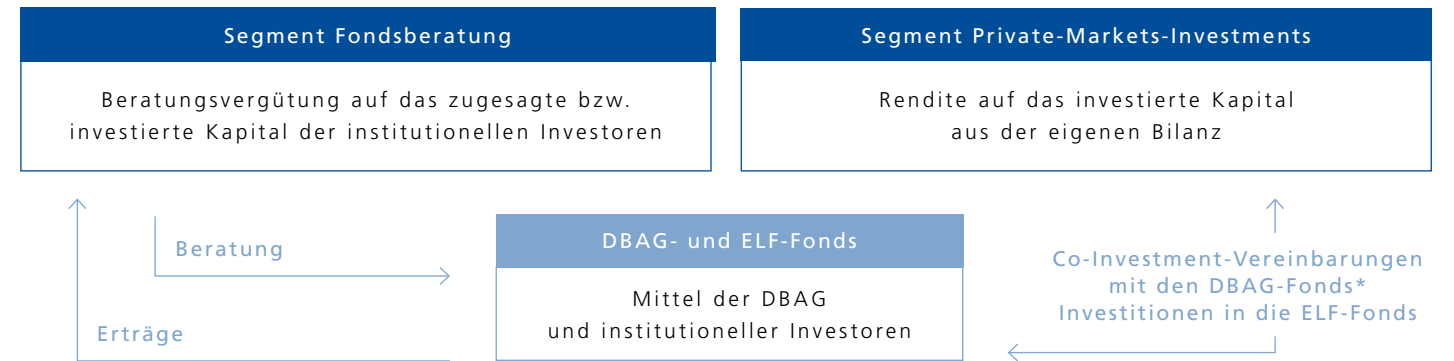 Segment Fondsberatung
Beratungsvergütung auf das zugesagte bzw.
investierte Kapital der institutionellen Investoren
Segment Private-Markets-Investments
Rendite auf das investierte Kapital
aus der eigenen Bilanz
Beratung
Erträge
DBAG- und ELF-Fonds
Mittel der DBAG
und institutioneller Investoren
Co-Investment-Vereinbarungen
mit den DBAG-Fonds*
Investitionen in die ELF-Fonds